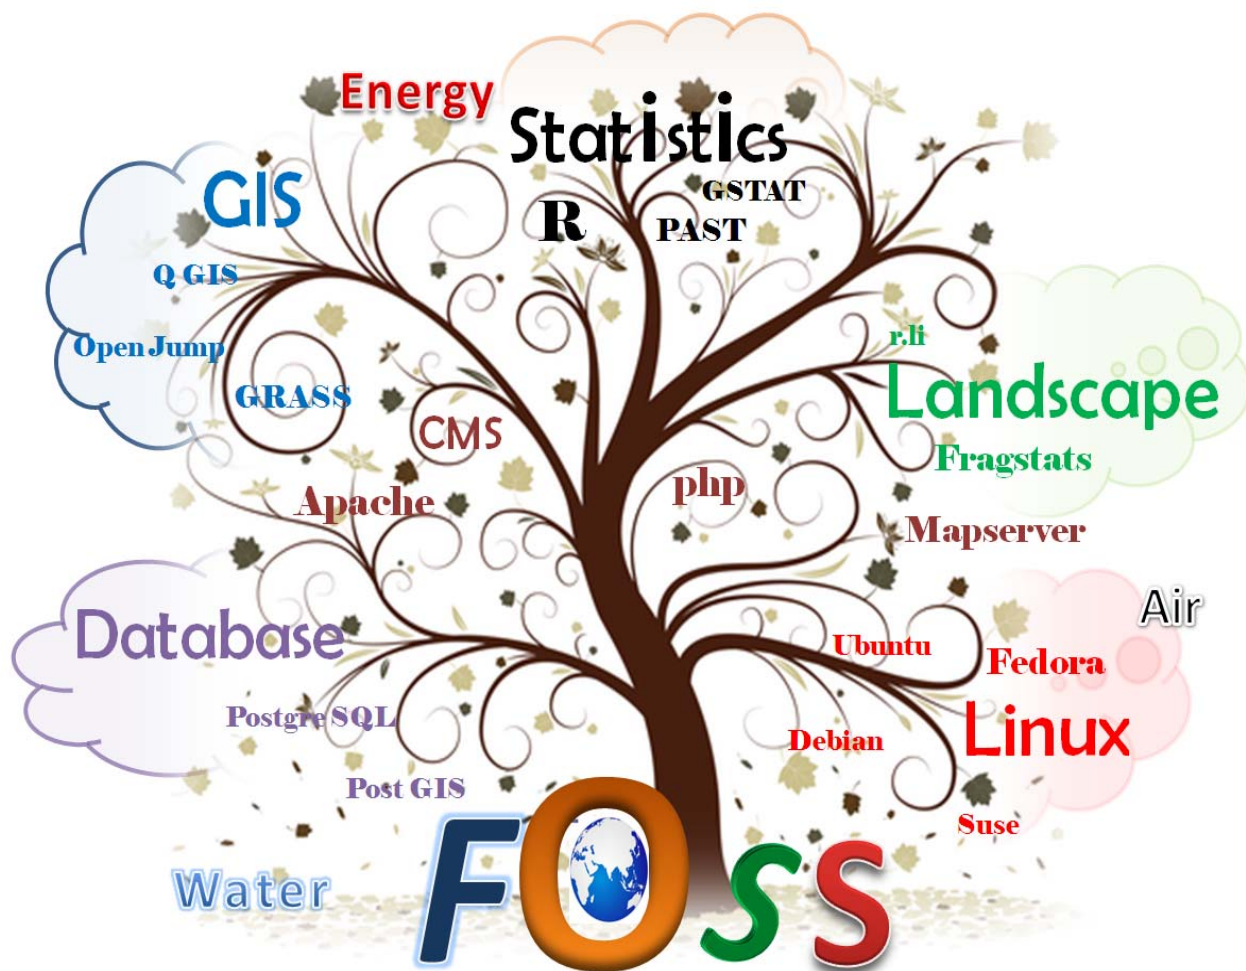 Energy
Statistics
GSTAT
R
PAST
GIS
Q GIS
Open Jump
GRASS
r.li
Landscape
Fragstats
CMS
Apache
php
Mapserver
Database
Postgre SQL
Post GIS
Air
Ubuntu
Fedora
Linux
Debian
Suse
Water
FOSS